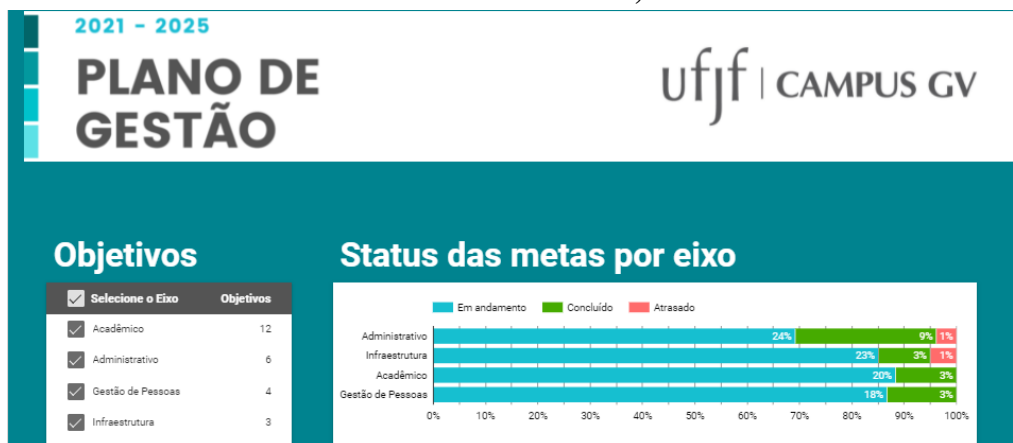 2021 - 2025
PLANO DE
GESTÃO
ufjf | CAMPUS GV
Objetivos
Selecione o Eixo Objetivos
Acadêmico 12
Administrativo 6
Gestão de Pessoas 4
Infraestrutura 3
Status das metas por eixo
Em andamento Concluído Atrasado
Administrativo 24% 9% 1%
Infraestrutura 23% 3% 1%
Acadêmico 20% 3%
Gestão de Pessoas 18% 3%
0% 10% 20% 30% 40% 50% 60% 70% 80% 90% 100%